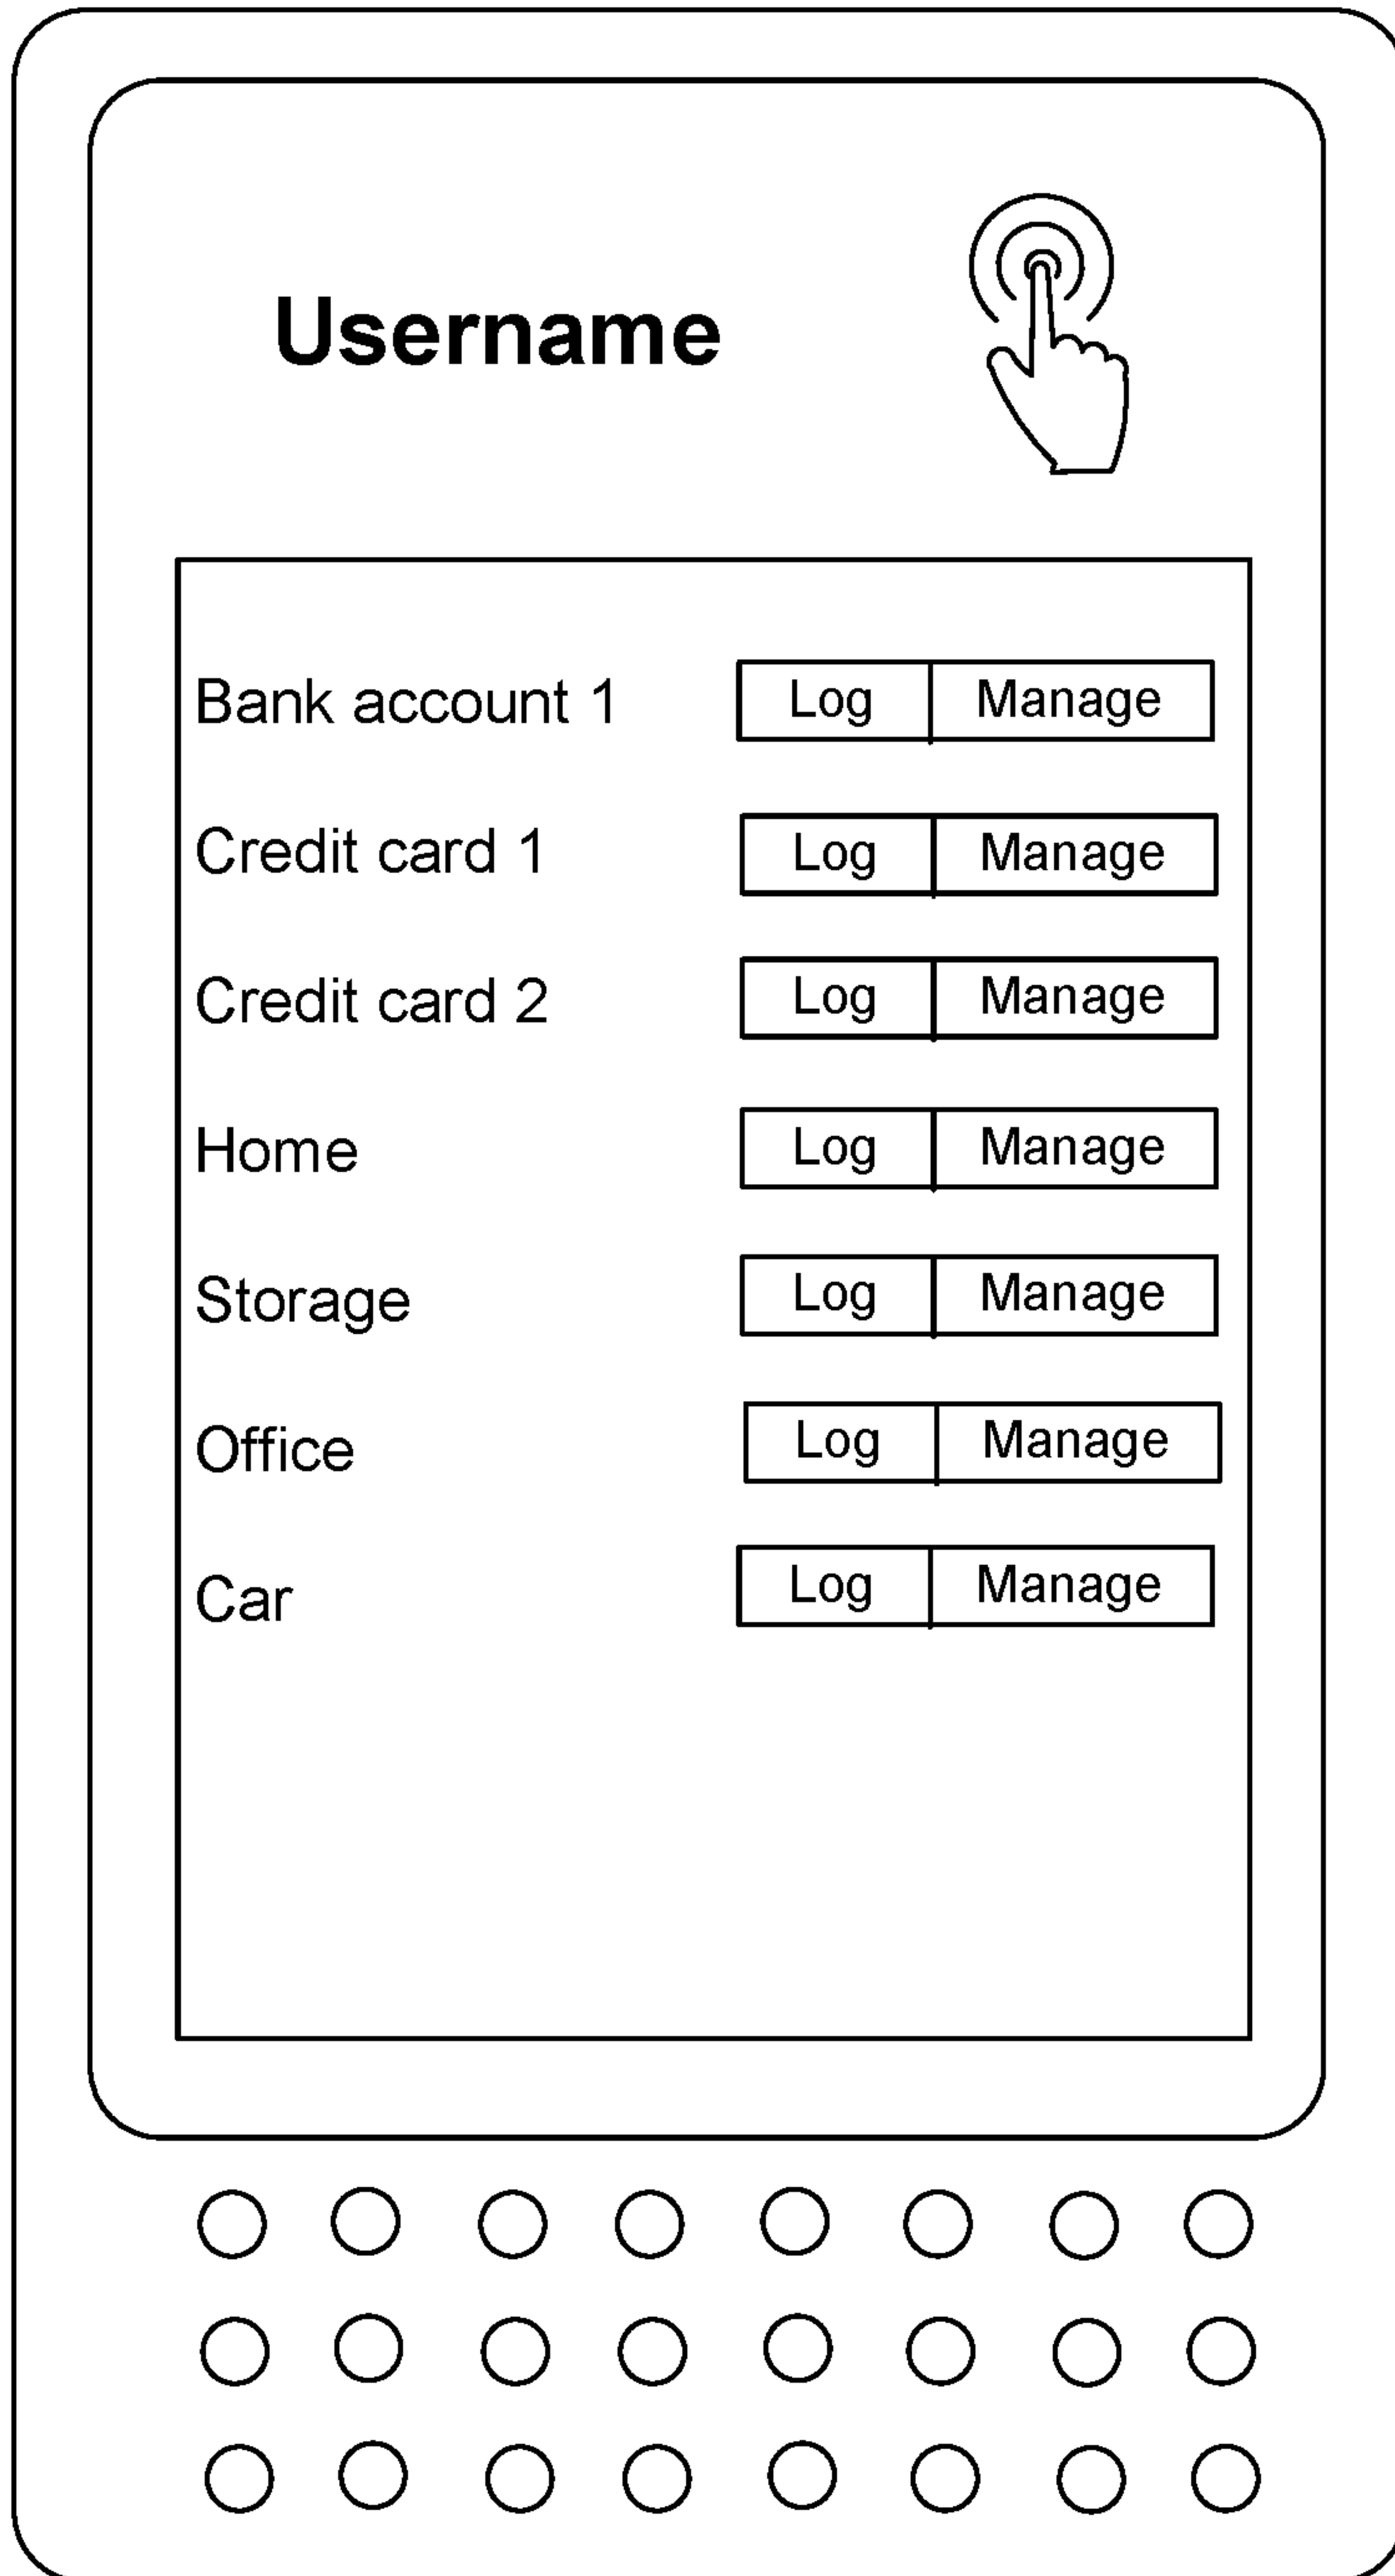 Username
Bank account 1 Log Manage
Credit card 1 Log Manage
Credit card 2 Log Manage
Home Log Manage
Storage Log Manage
Office Log Manage
Car Log Manage